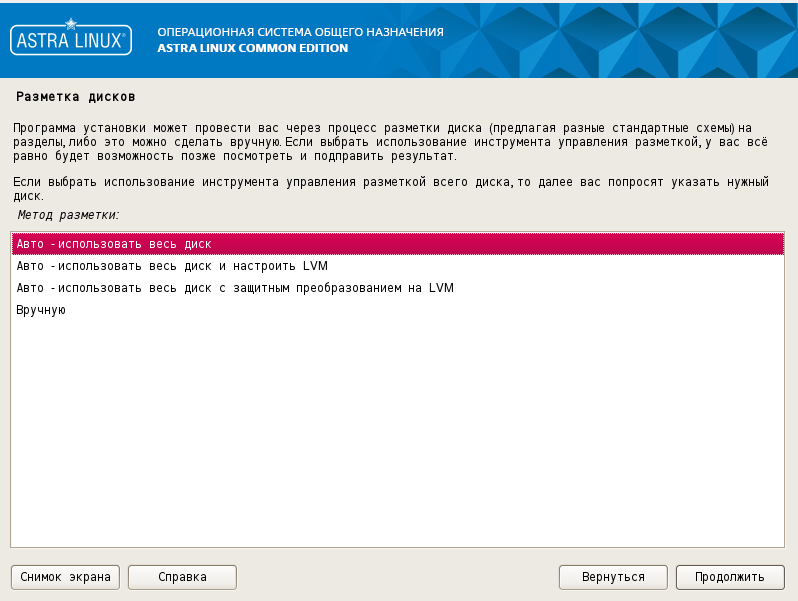 ASTRA LINUX®
ОПЕРАЦИОННАЯ СИСТЕМА ОБЩЕГО НАЗНАЧЕНИЯ
ASTRA LINUX COMMON EDITION
Разметка дисков
Программа установки может провести вас через процесс разметки диска (предлагая разные стандартные схемы) на
разделы, либо это можно сделать вручную. Если выбрать использование инструмента управления разметкой, у вас всё
равно будет возможность позже посмотреть и подправить результат.
Если выбрать использование инструмента управления разметкой всего диска, то далее вас попросят указать нужный
диск.
Метод разметки:
Авто - использовать весь диск
Авто - использовать весь диск и настроить LVM
Авто - использовать весь диск с защитным преобразованием на LVM
Вручную
Снимок экрана
Справка
Вернуться
Продолжить